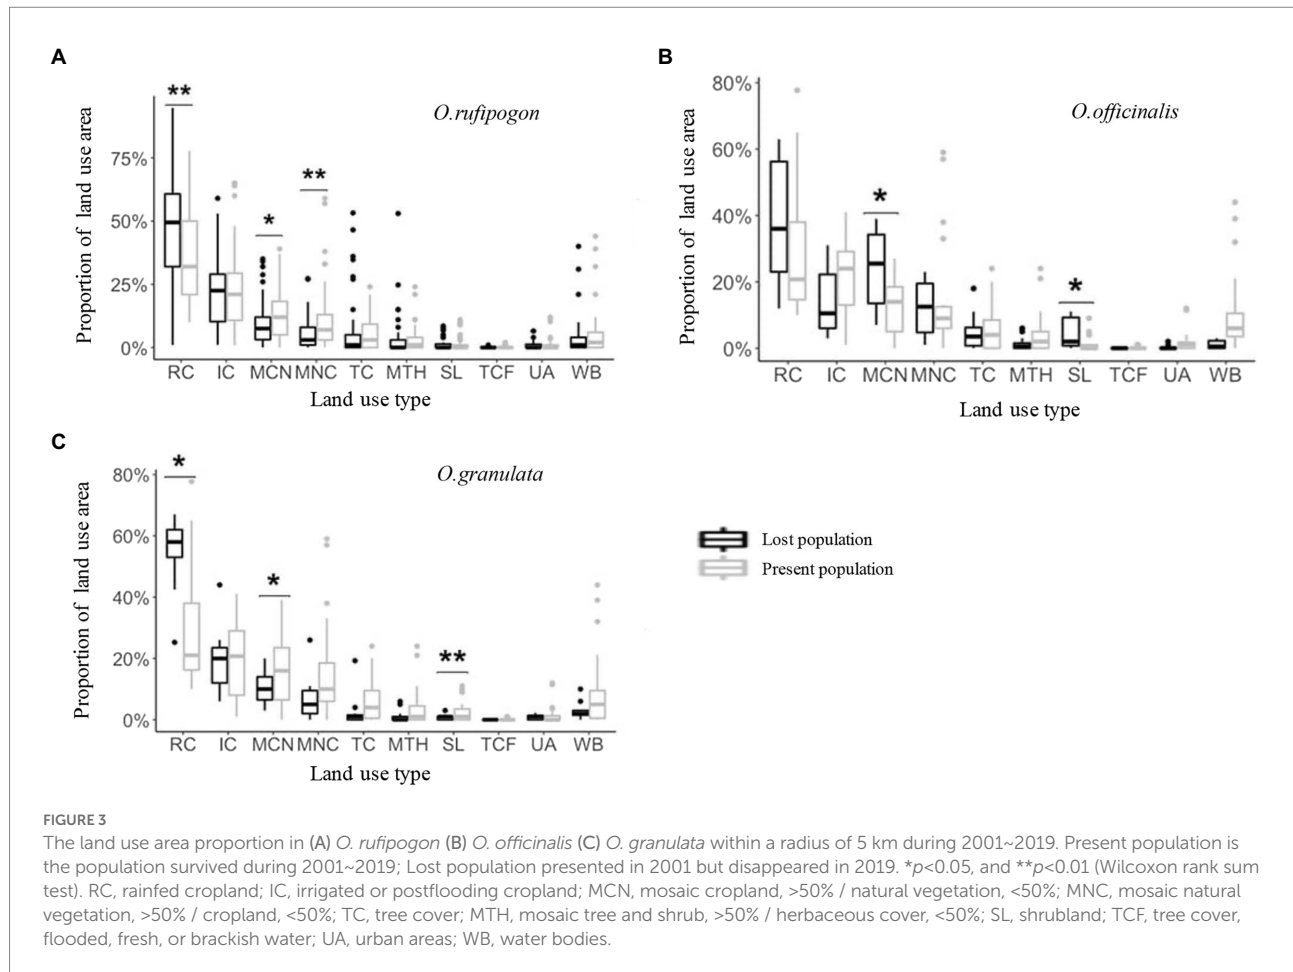 A
**
O.rufipogon
**
*
Proportion of land use area
75%
50%
25%
0%
RC IC MCN MNC TC MTH SL TCF UA WB
Land use type
B
80%
O.officinalis
60%
*
40%
*
20%
0%
Proportion of land use area
RC IC MCN MNC TC MTH SL TCF UA WB
Land use type
C
*
O.granulata
80%
60%
*
40%
**
20%
0%
Proportion of land use area
RC IC MCN MNC TC MTH SL TCF UA WB
Land use type
Lost population
Present population
FIGURE 3
The land use area proportion in (A) O. rufipogon (B) O. officinalis (C) O. granulata within a radius of 5 km during 2001~2019. Present population is
the population survived during 2001~2019; Lost population presented in 2001 but disappeared in 2019. *p<0.05, and **p<0.01 (Wilcoxon rank sum
test). RC, rainfed cropland; IC, irrigated or postflooding cropland; MCN, mosaic cropland, >50% / natural vegetation, <50%; MNC, mosaic natural
vegetation, >50% / cropland, <50%; TC, tree cover; MTH, mosaic tree and shrub, >50% / herbaceous cover, <50%; SL, shrubland; TCF, tree cover,
flooded, fresh, or brackish water; UA, urban areas; WB, water bodies.